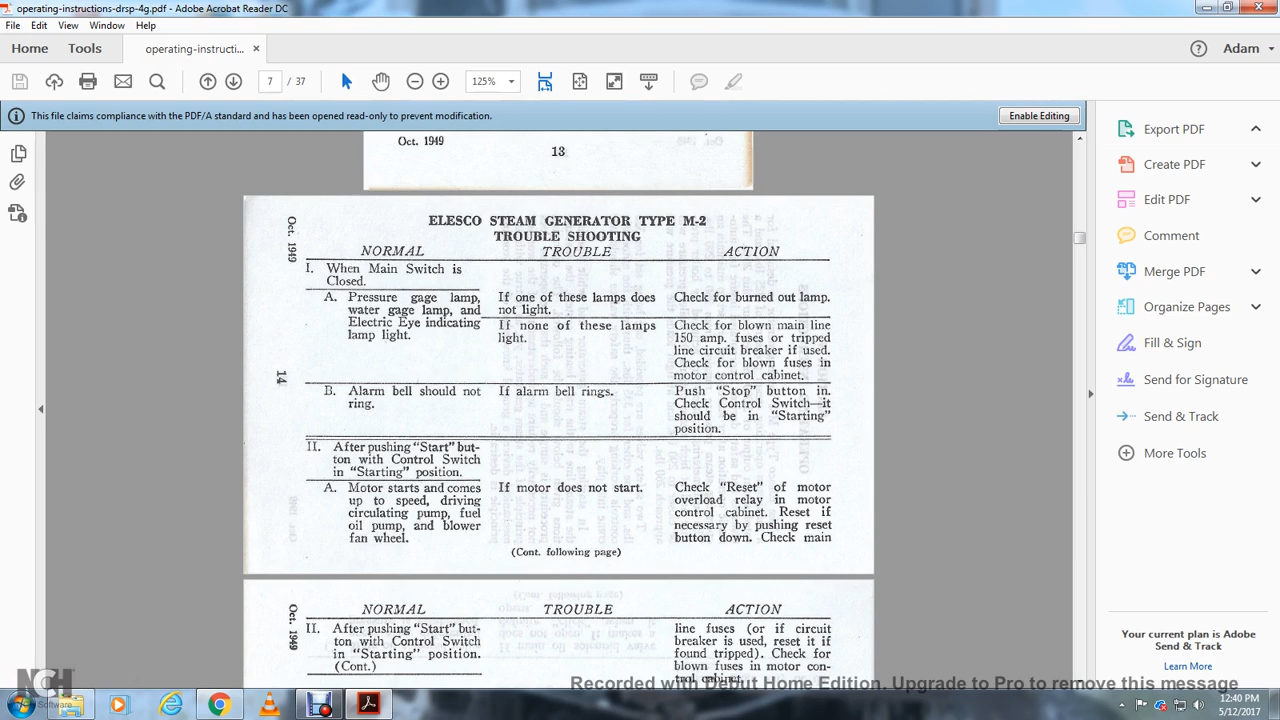 operating-instructions-drsp-4g.pdf - Adobe Acrobat Reader DC
File Edit View Window Help
Home Tools operating-instructi... ×
Adam
7 / 37
125%
This file claims compliance with the PDF/A standard and has been opened read-only to prevent modification.
Enable Editing
Oct. 1949
13
Oct. 1949
14
ELESCO STEAM GENERATOR TYPE M-2
TROUBLE SHOOTING
NORMAL TROUBLE ACTION
I. When Main Switch is
Closed.
A. Pressure gage lamp,
water gage lamp, and
Electric Eye indicating
lamp light.
If one of these lamps does
not light.
Check for burned out lamp.
If none of these lamps
light.
Check for blown main line
150 amp. fuses or tripped
line circuit breaker if used.
Check for blown fuses in
motor control cabinet.
B. Alarm bell should not
ring.
If alarm bell rings.
Push "Stop" button in.
Check Control Switch—it
should be in "Starting"
position.
II. After pushing "Start" but-
ton with Control Switch
in "Starting" position.
A. Motor starts and comes
up to speed, driving
circulating pump, fuel
oil pump, and blower
fan wheel.
If motor does not start.
Check "Reset" of motor
overload relay in motor
control cabinet. Reset if
necessary by pushing reset
button down. Check main
(Cont. following page)
Oct. 1949
NORMAL TROUBLE ACTION
II. After pushing "Start" but-
ton with Control Switch
in "Starting" position.
(Cont.)
line fuses (or if circuit
breaker is used, reset it if
found tripped). Check for
blown fuses in motor con-
trol cabinet.
Export PDF
Create PDF
Edit PDF
Comment
Merge PDF
Organize Pages
Fill & Sign
Send for Signature
Send & Track
More Tools
Your current plan is Adobe
Send & Track
Learn More
NCH
Software
Recorded with Debut Home Edition. Upgrade to Pro to remove this message
12:40 PM
5/12/2017